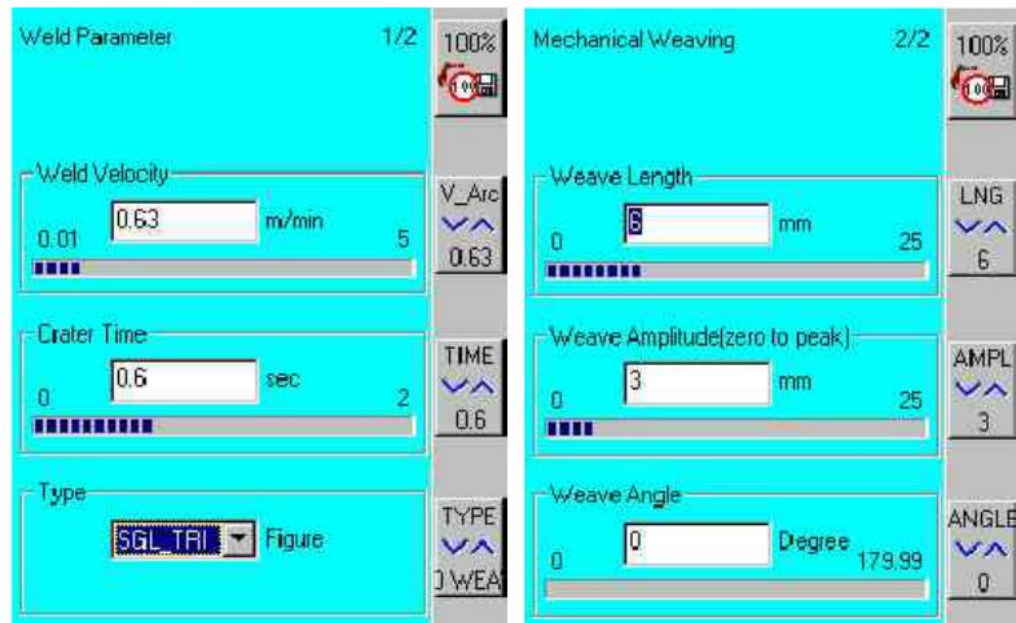 Weld Parameter 1/2
100%
100
Weld Velocity
0.63 m/min
0.01 5
V_Arc
0.63
Crater Time
0.6 sec
0 2
TIME
0.6
Type
SGL_TRI Figure
TYPE
WEA
Mechanical Weaving 2/2
100%
100
Weave Length
6 mm
0 25
LNG
6
Weave Amplitude(zero to peak)
3 mm
0 25
AMPL
3
Weave Angle
0 Degree
0 179.99
ANGLE
0